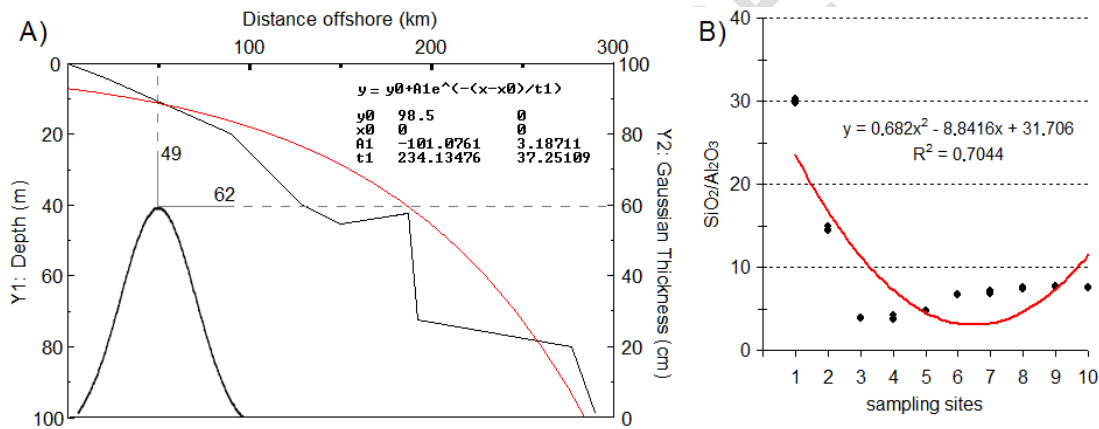 A)
Distance offshore (km)
100
200
300
0
20
40
60
80
100
Y1: Depth (m)
y = y0+A1e^(-(x-x0)/t1)
y0 98.5 0
x0 0 0
A1 -101.0761 3.18711
t1 234.13476 37.25109
49
62
100
80
60
40
20
0
Y2: Gaussian Thickness (cm)
B)
40
30
20
10
0
SiO₂/Al₂O₃
y = 0.682x² - 8.8416x + 31.706
R² = 0.7044
1 2 3 4 5 6 7 8 9 10
sampling sites